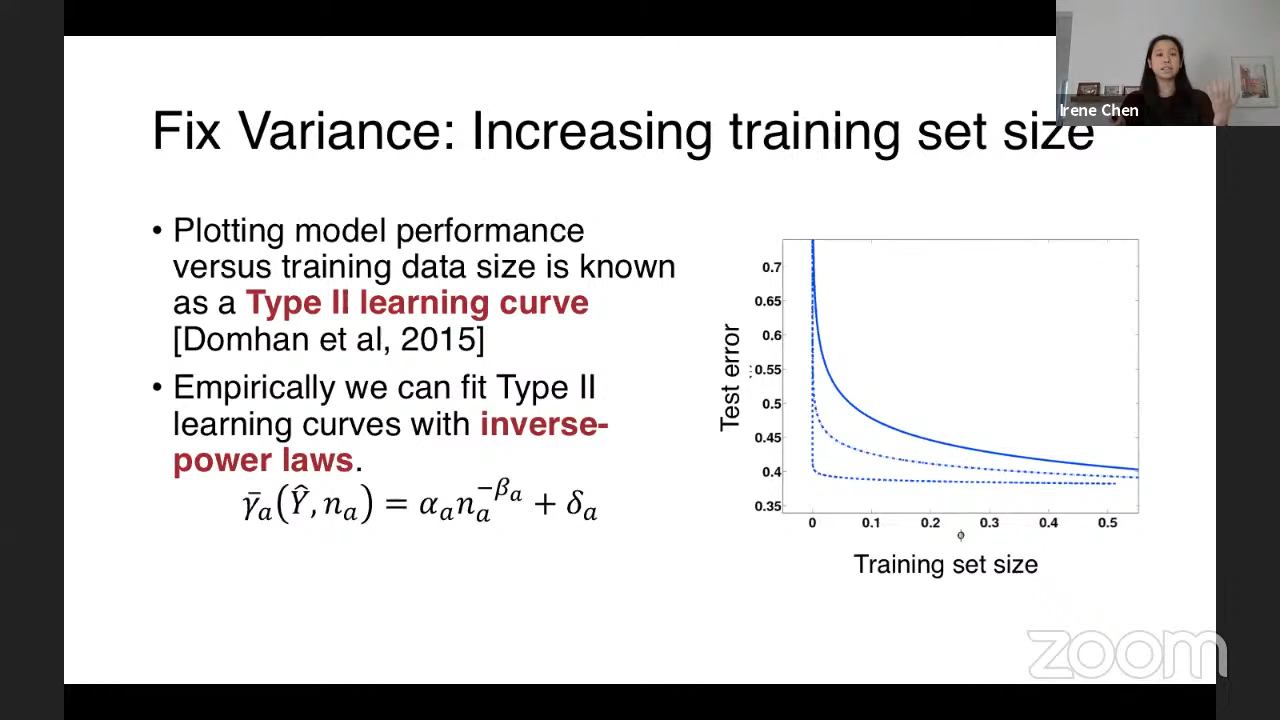 Irene Chen
Fix Variance: Increasing training set size
• Plotting model performance
versus training data size is known
as a Type II learning curve
[Domhan et al, 2015]
• Empirically we can fit Type II
learning curves with inverse-
power laws.
γ̄ₐ(Ŷ, nₐ) = αₐnₐ^{−βₐ} + δₐ
Test error
0.7
0.65
0.6
0.55
0.5
0.45
0.4
0.35
0 0.1 0.2 0.3 0.4 0.5
ϕ
Training set size
zoom